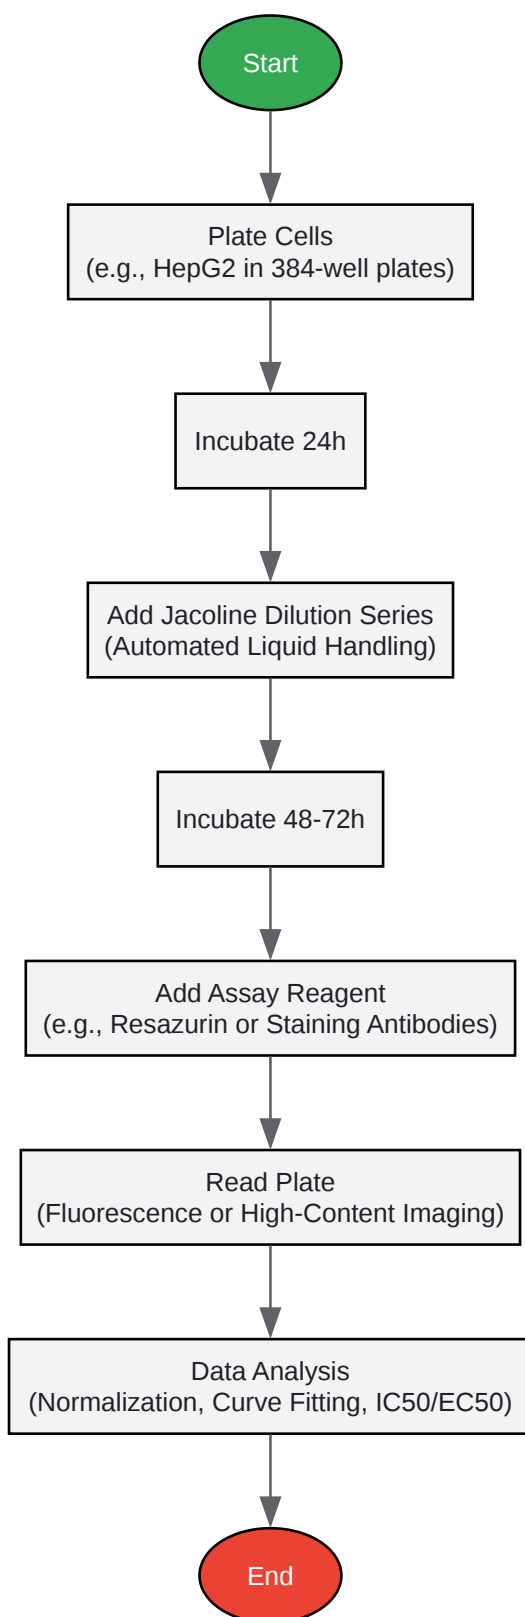 Start
Plate Cells
(e.g., HepG2 in 384-well plates)
Incubate 24h
Add Jacoline Dilution Series
(Automated Liquid Handling)
Incubate 48-72h
Add Assay Reagent
(e.g., Resazurin or Staining Antibodies)
Read Plate
(Fluorescence or High-Content Imaging)
Data Analysis
(Normalization, Curve Fitting, IC50/EC50)
End